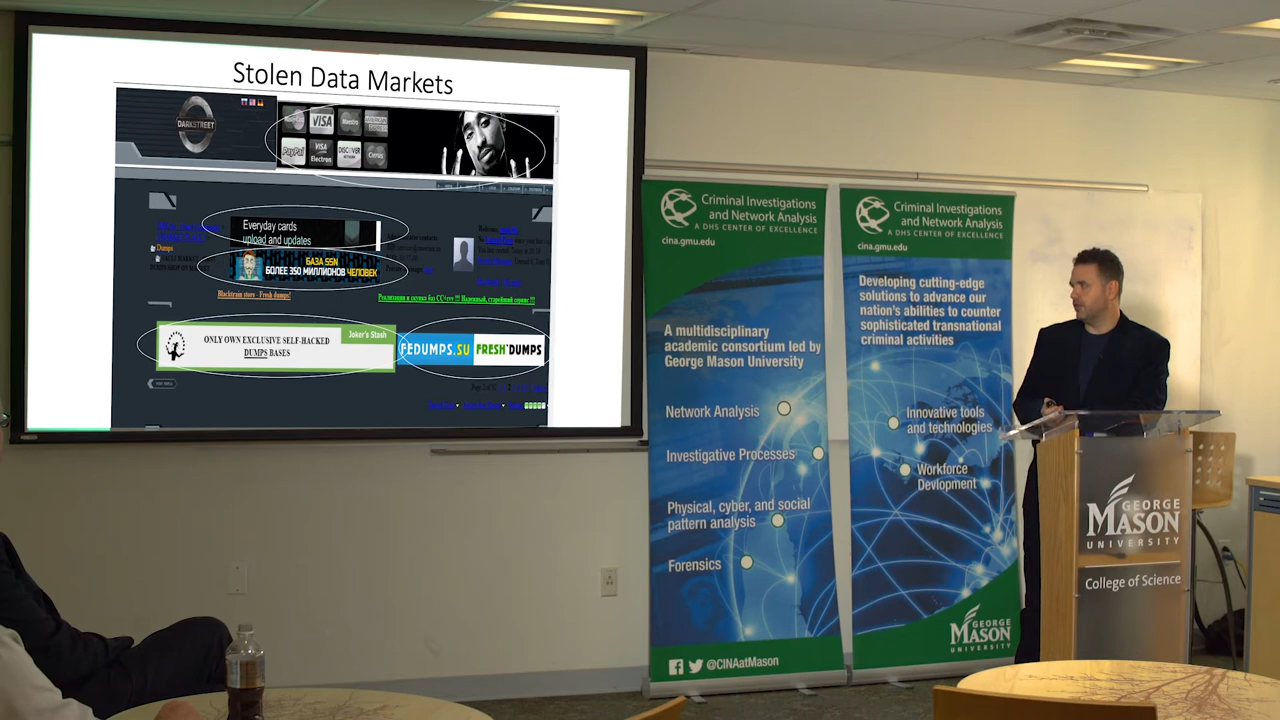 Stolen Data Markets
DARKSTREET
VISA
Maestro
PayPal
VISA
Electron
DISCOVER
NETWORK
Cirrus
Everyday cards
upload and updates
Dumps
БАЗА SSN
БОЛЕЕ 350 МИЛЛИОНОВ ЧЕЛОВЕК
Blacktrain store - Fresh dumps!
Joker's Stash
ONLY OWN EXCLUSIVE SELF-HACKED
DUMPS BASES
FEDUMPS.SU
FRESH DUMPS
Criminal Investigations
and Network Analysis
A DHS CENTER OF EXCELLENCE
cina.gmu.edu
A multidisciplinary
academic consortium led by
George Mason University
Network Analysis
Investigative Processes
Physical, cyber, and social
pattern analysis
Forensics
@CINAatMason
Criminal Investigations
and Network Analysis
A DHS CENTER OF EXCELLENCE
cina.gmu.edu
Developing cutting-edge
solutions to advance our
nation's abilities to counter
sophisticated transnational
criminal activities
Innovative tools
and technologies
Workforce
Devlopment
GEORGE
MASON
UNIVERSITY
GEORGE
MASON
UNIVERSITY
College of Science